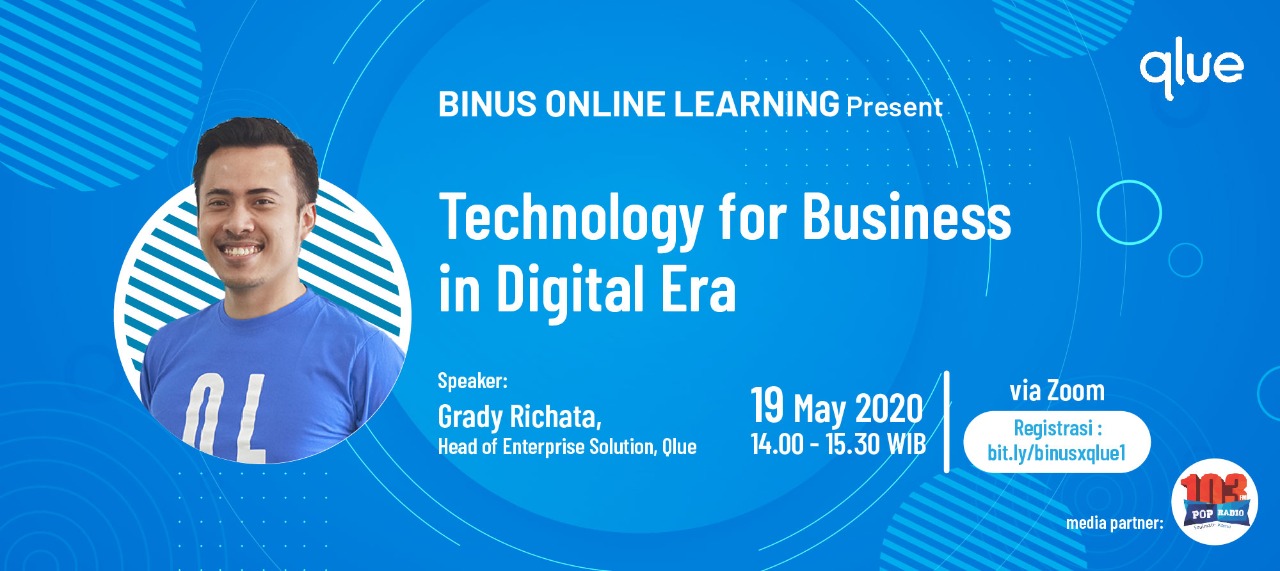 qlue
BINUS ONLINE LEARNING Present
Technology for Business
in Digital Era
Speaker:
Grady Richata,
Head of Enterprise Solution, Qlue
19 May 2020
14.00 - 15.30 WIB
via Zoom
Registrasi :
bit.ly/binusxqlue1
media partner:
103
FM
POP RADIO
QL